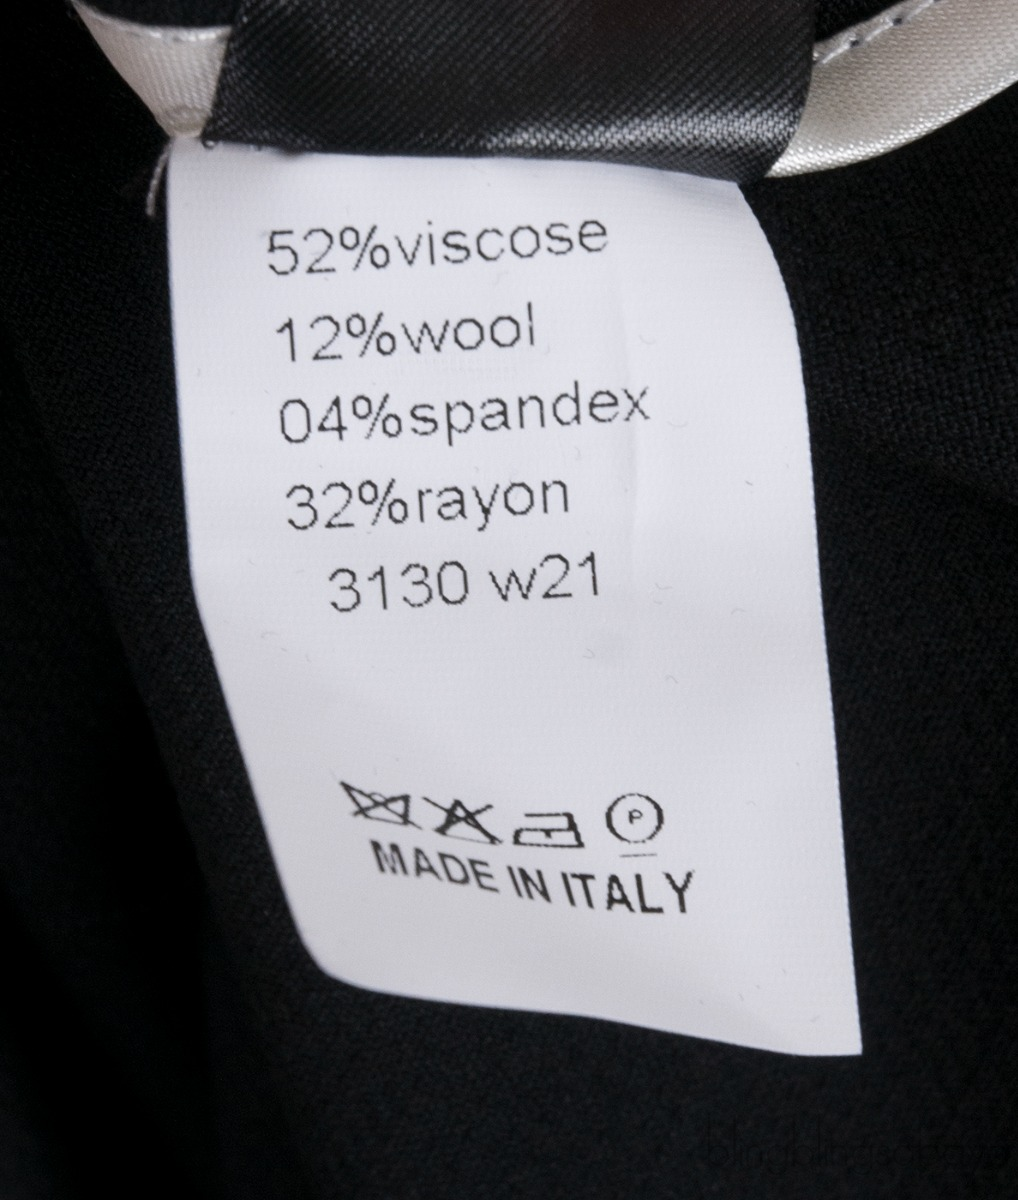 52%viscose
12%wool
04%spandex
32%rayon
3130 w21
P
MADE IN ITALY